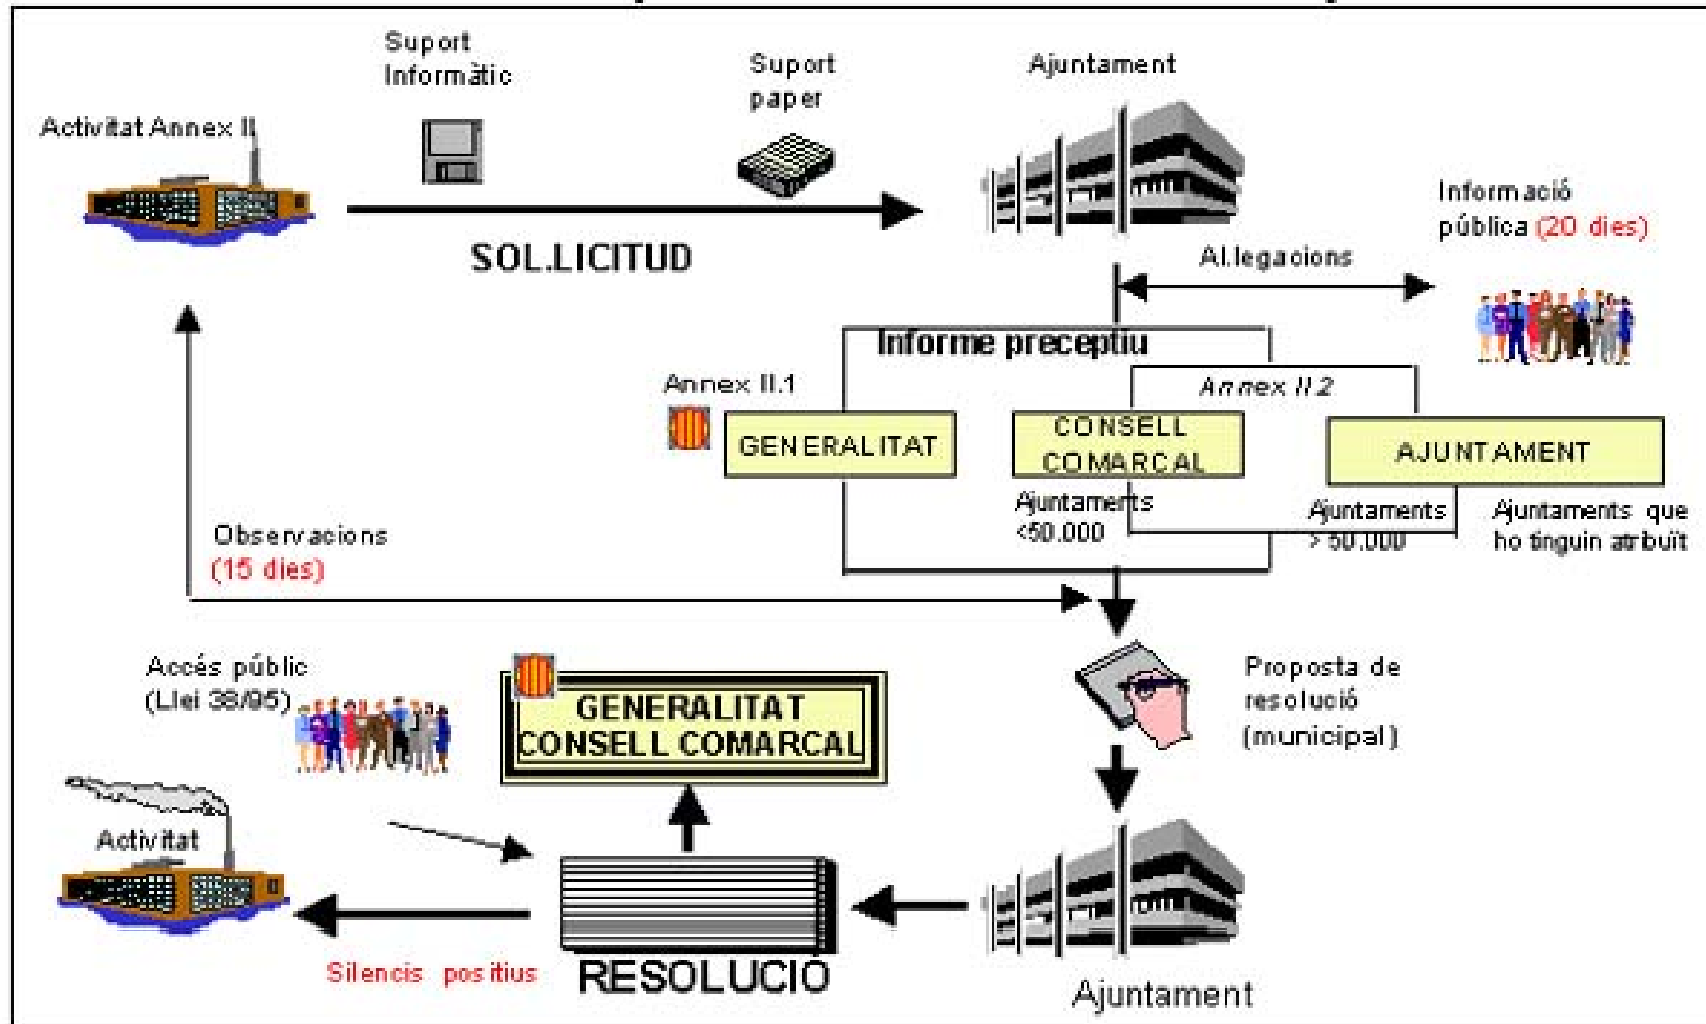 Suport
Informàtic
Suport
paper
Ajuntament
Activitat Annex II
Informació
pública (20 dies)
SOL.LICITUD
Al.legacions
Informe preceptiu
Annex II.1
Annex II.2
GENERALITAT
CONSELL
COMARCAL
AJUNTAMENT
Ajuntaments
<50.000
Ajuntaments
> 50.000
Ajuntaments que
ho tinguin atribuït
Observacions
(15 dies)
Accés públic
(Llei 38/95)
GENERALITAT
CONSELL COMARCAL
Proposta de
resolució
(municipal)
Activitat
Silencis positius
RESOLUCIÓ
Ajuntament